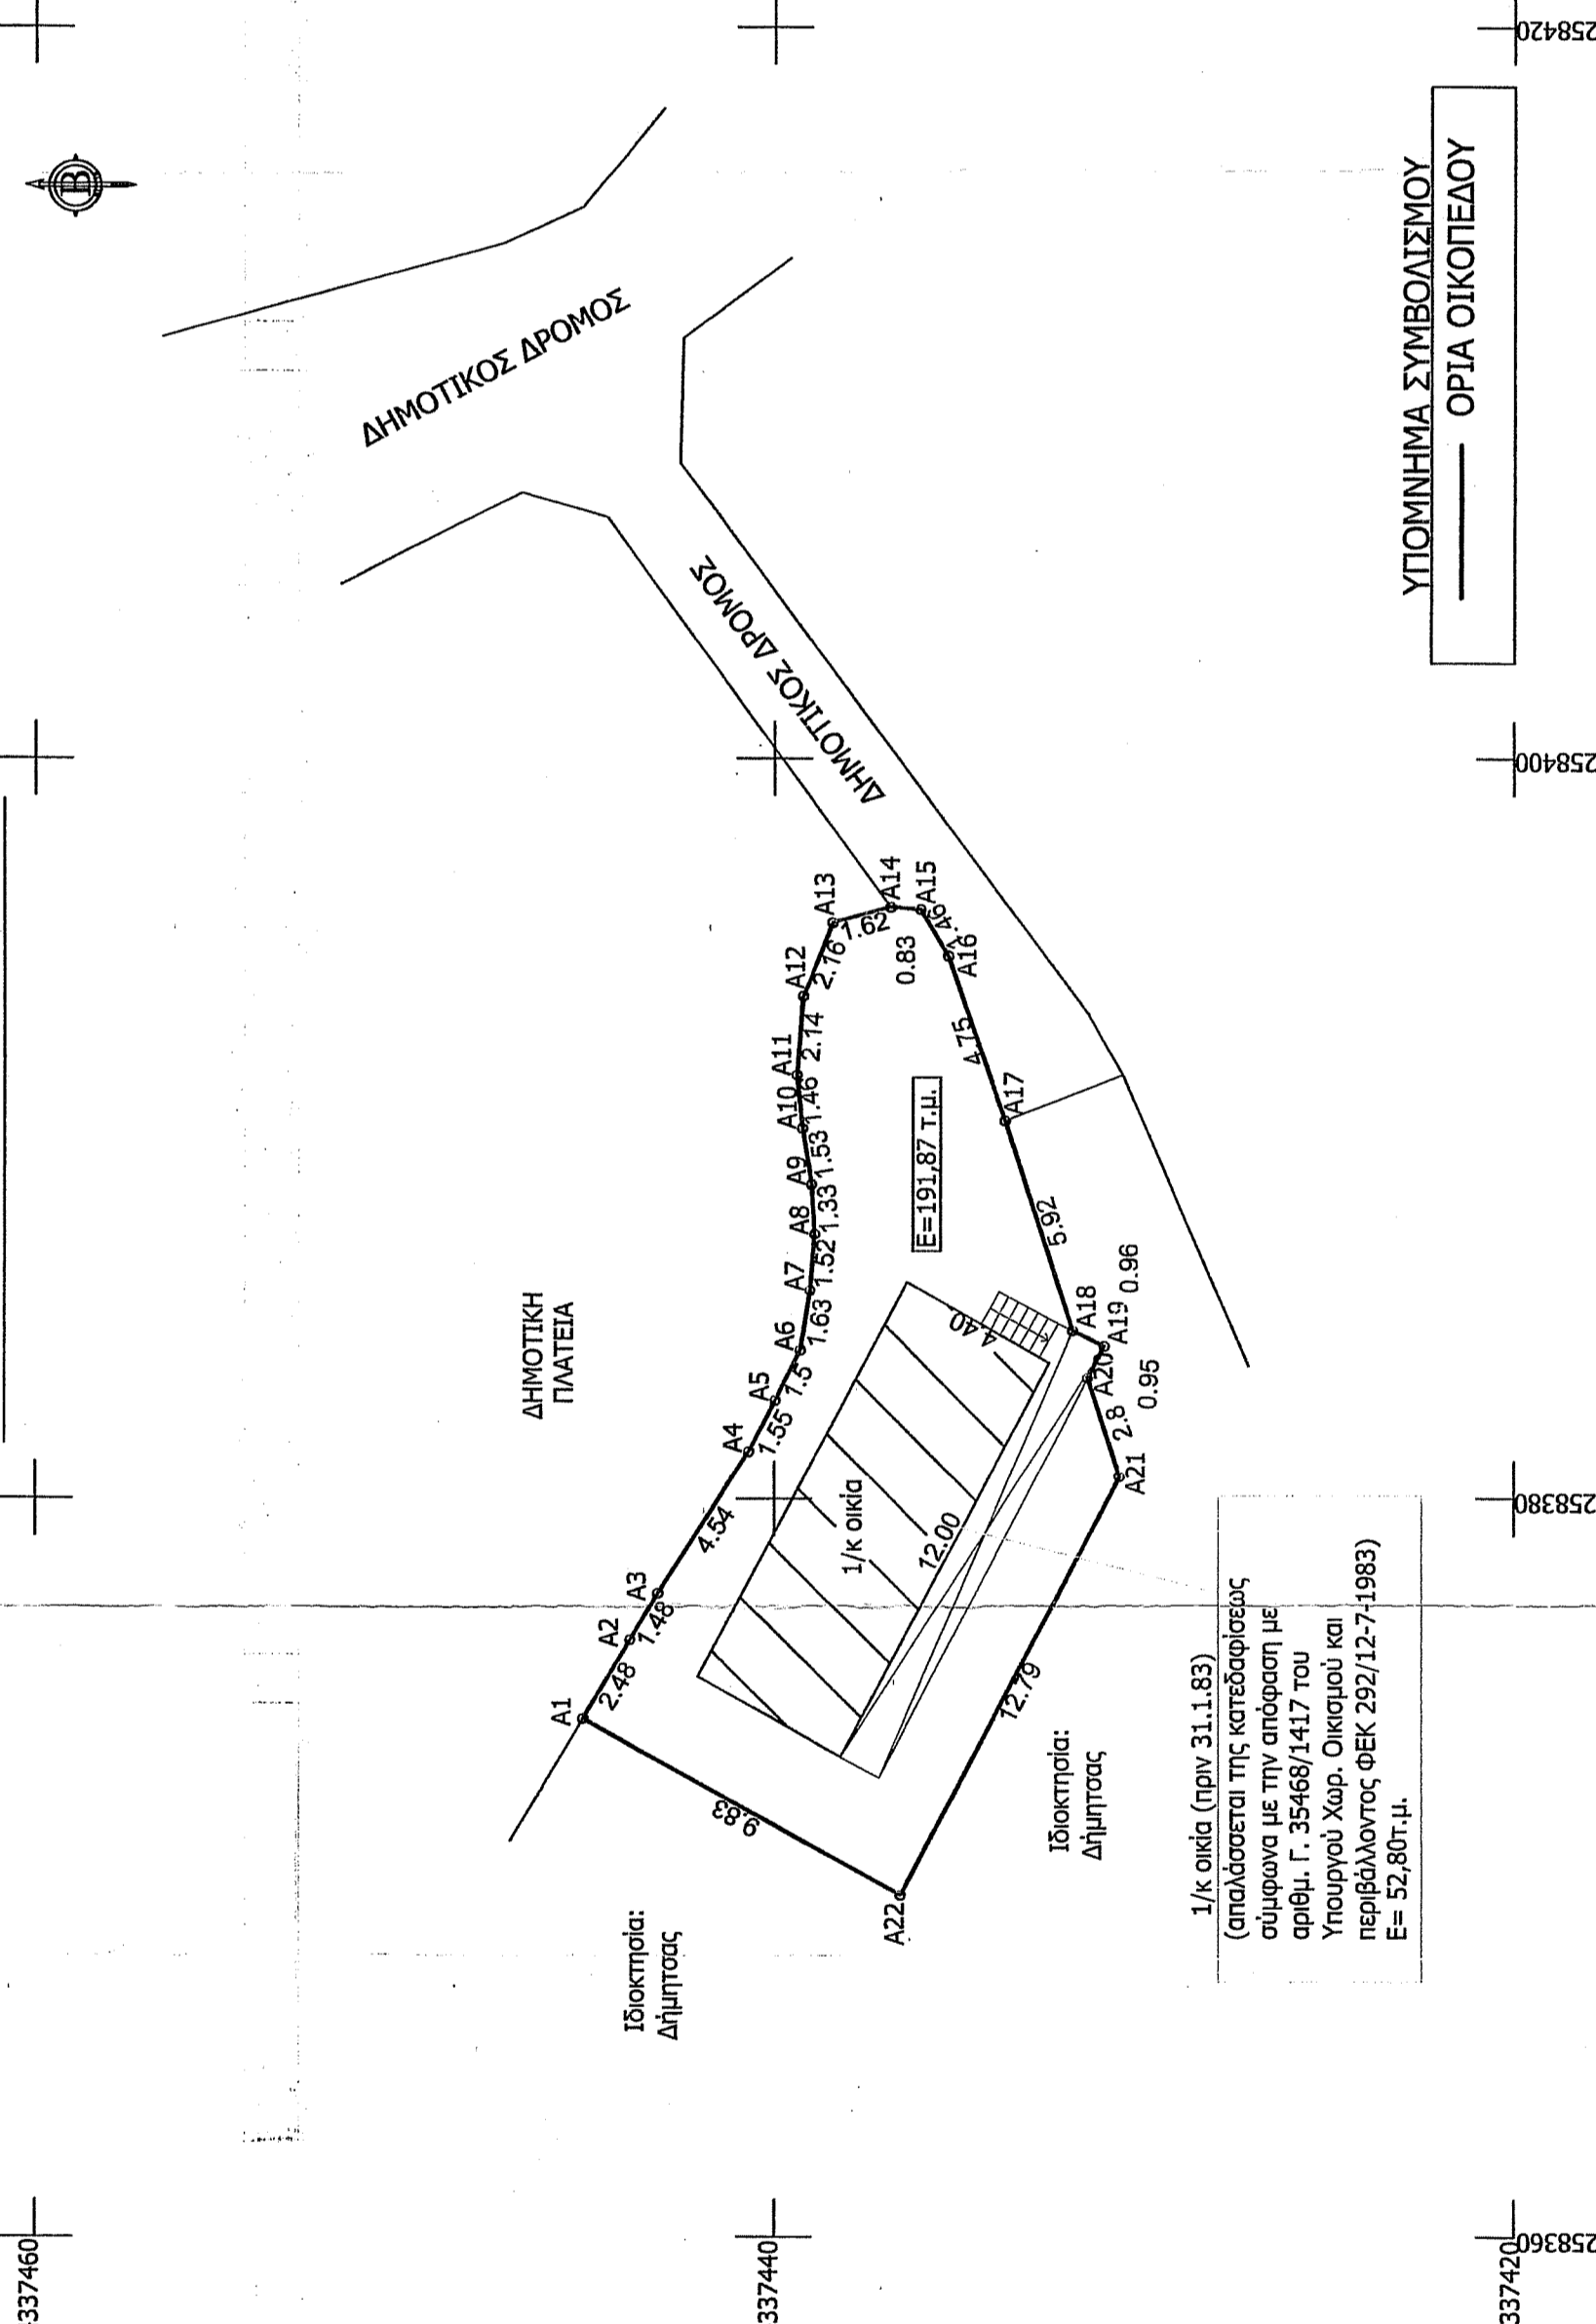 Β
ΔΗΜΟΤΙΚΟΣ ΔΡΟΜΟΣ
ΔΗΜΟΤΙΚΟΣ ΔΡΟΜΟΣ
ΔΗΜΟΤΙΚΗ
ΠΛΑΤΕΙΑ
Ιδιοκτησία:
Δήμητσας
A1
2.48
A2
1.48
A3
4.54
A4
1.55
A5
1.5
A6
1.63
A7
1.52
A8
1.33
A9
1.53
A10
1.46
A11
2.14
A12
2.16
A13
1.62
A14
0.83
A15
A16
4.75
A17
5.92
A18
0.96
A19
0.95
A20
2.8
A21
12.79
A22
9.83
E=191,87 τ.μ.
4.40
1/κ οικία
12.00
Ιδιοκτησία:
Δήμητσας
1/κ οικία (πριν 31.1.83)
(απαλάσσεται της κατεδαφίσεως
σύμφωνα με την απόφαση με
αριθμ. Γ. 35468/1417 του
Υπουργού Χωρ. Οικισμού και
περιβάλλοντος ΦΕΚ 292/12-7-1983)
Ε= 52,80τ.μ.
ΥΠΟΜΝΗΜΑ ΣΥΜΒΟΛΙΣΜΟΥ
ΟΡΙΑ ΟΙΚΟΠΕΔΟΥ
337460
337440
337420
258360
258380
258400
258420